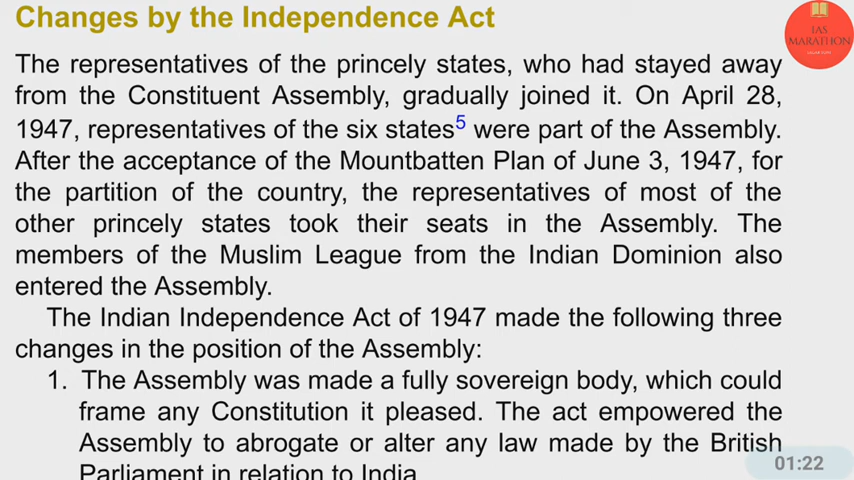 Changes by the Independence Act
The representatives of the princely states, who had stayed away
from the Constituent Assembly, gradually joined it. On April 28,
1947, representatives of the six states5 were part of the Assembly.
After the acceptance of the Mountbatten Plan of June 3, 1947, for
the partition of the country, the representatives of most of the
other princely states took their seats in the Assembly. The
members of the Muslim League from the Indian Dominion also
entered the Assembly.
The Indian Independence Act of 1947 made the following three
changes in the position of the Assembly:
1. The Assembly was made a fully sovereign body, which could
frame any Constitution it pleased. The act empowered the
Assembly to abrogate or alter any law made by the British
Parliament in relation to India
IAS
MARATHON
01:22